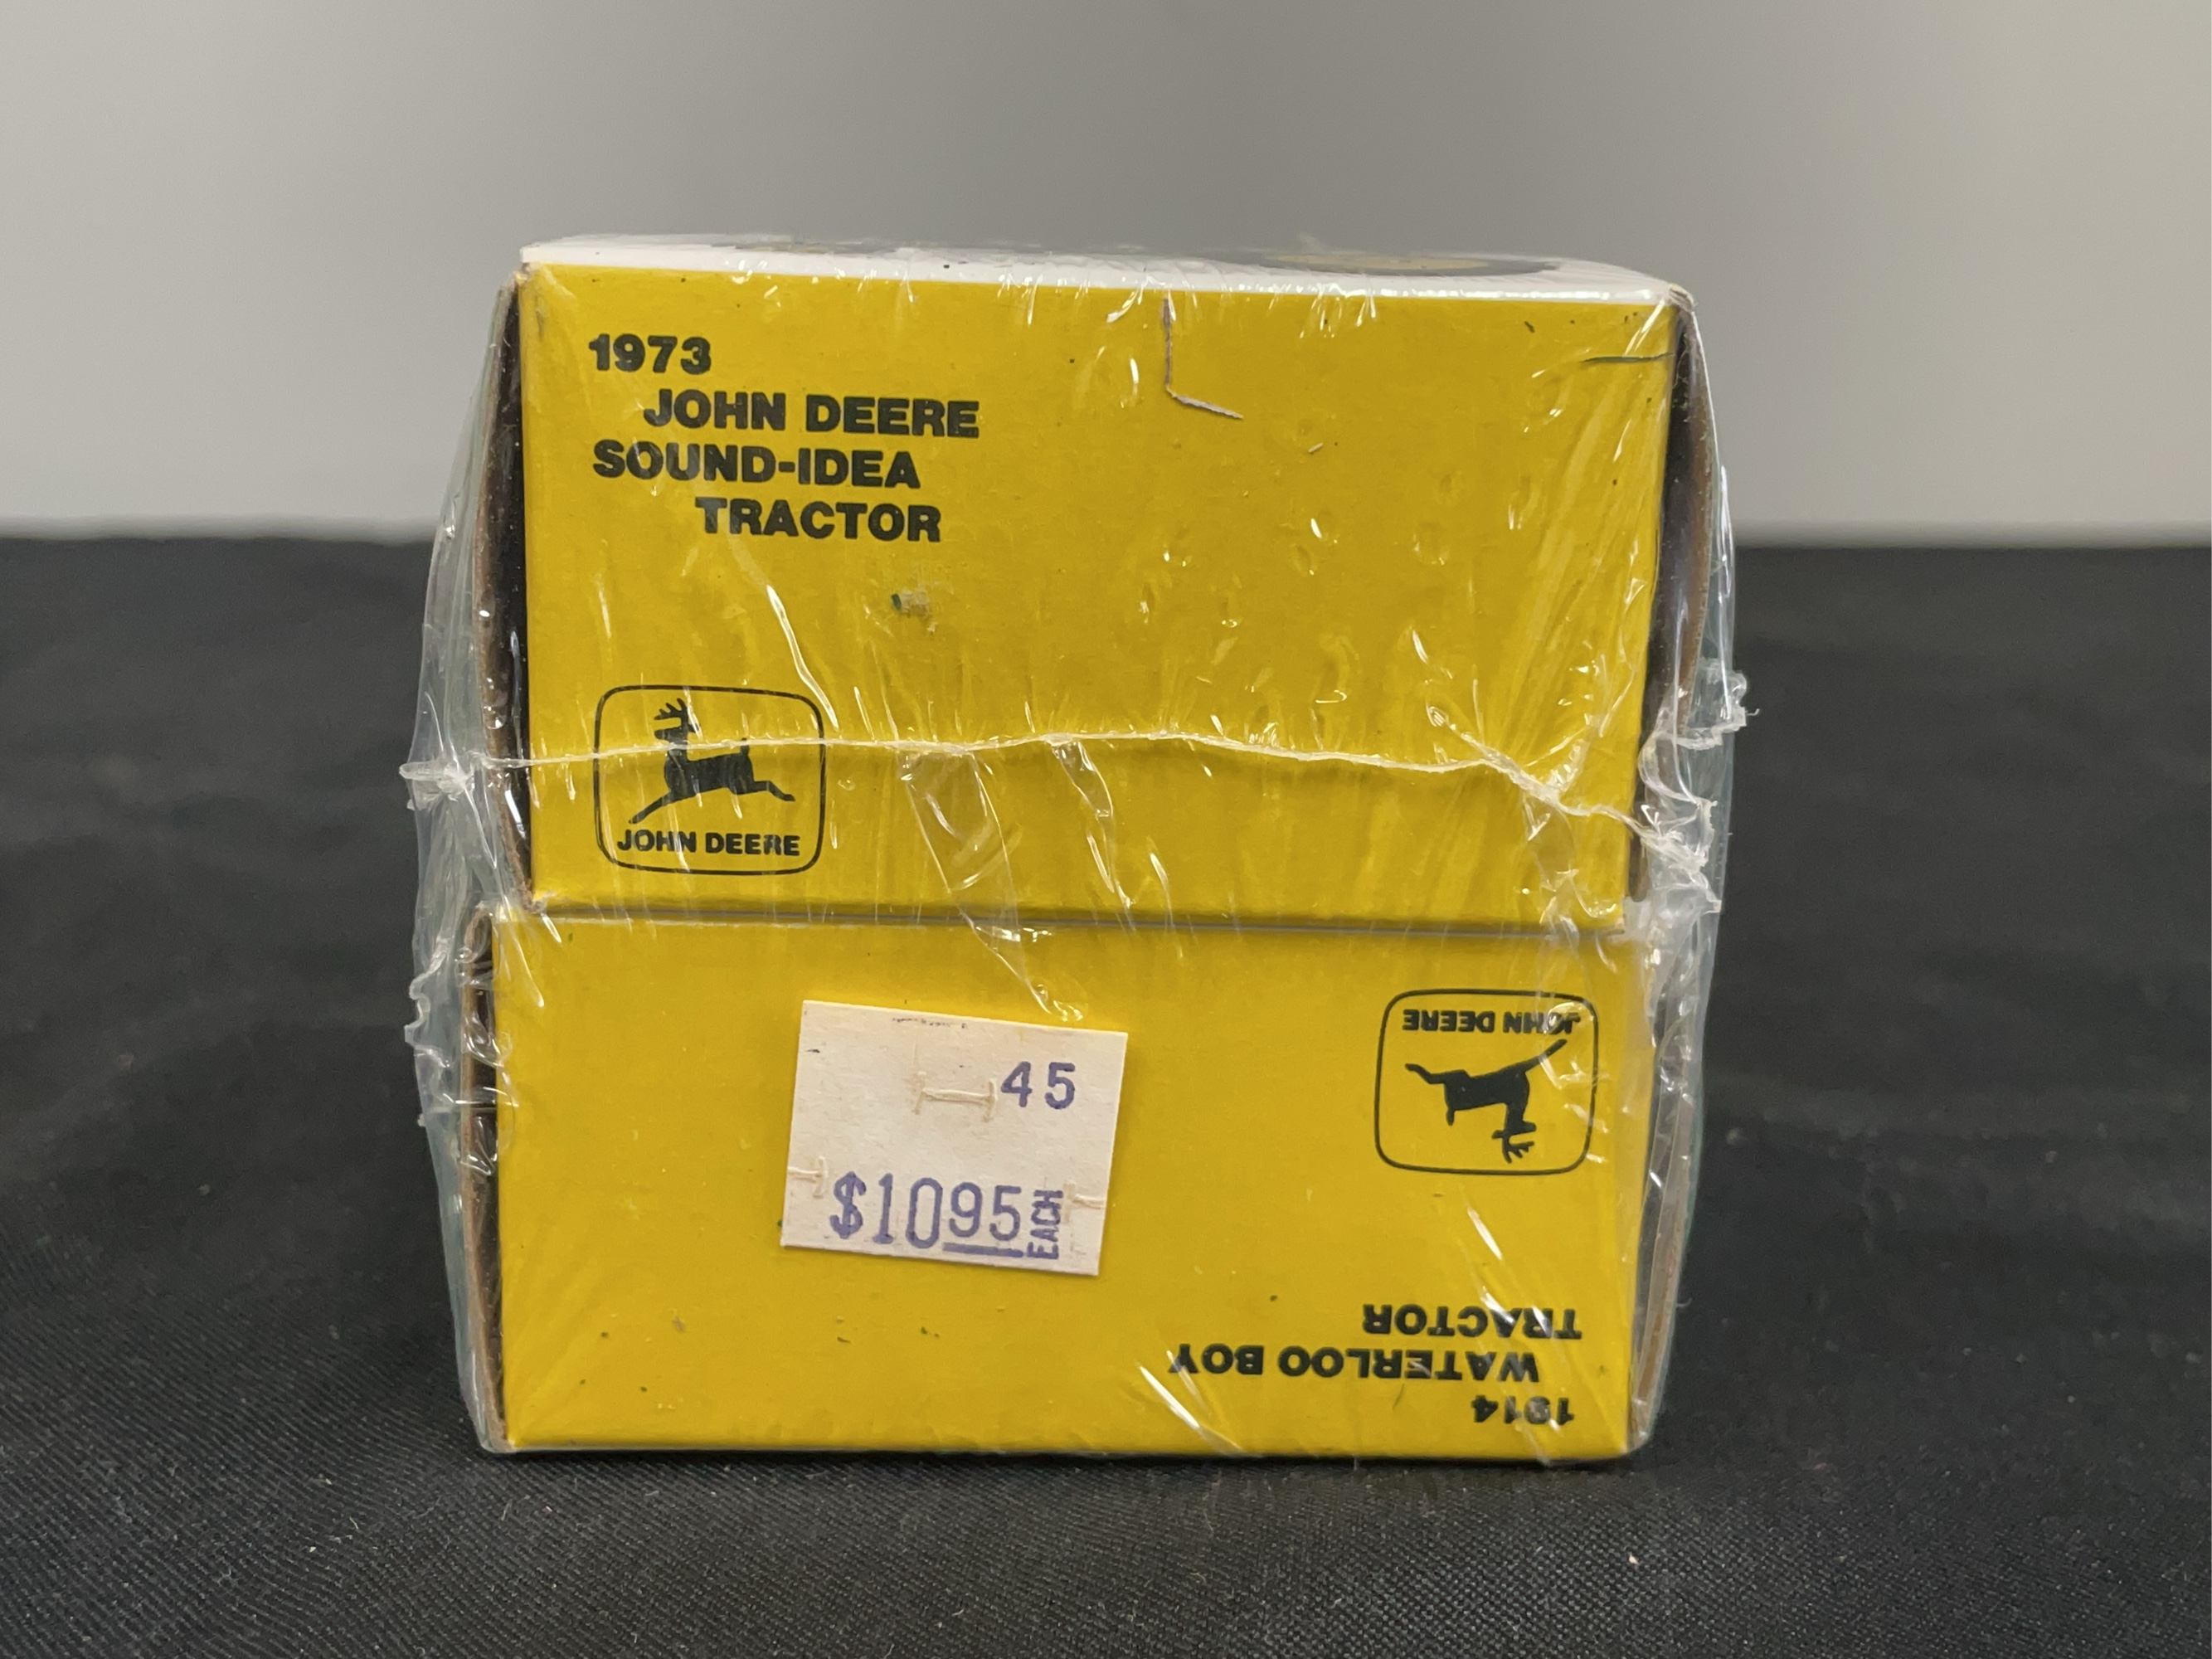 1973
JOHN DEERE
SOUND-IDEA
TRACTOR
JOHN DEERE
45
$1095 EACH
1914
WATERLOO BOY
TRACTOR
JOHN DEERE